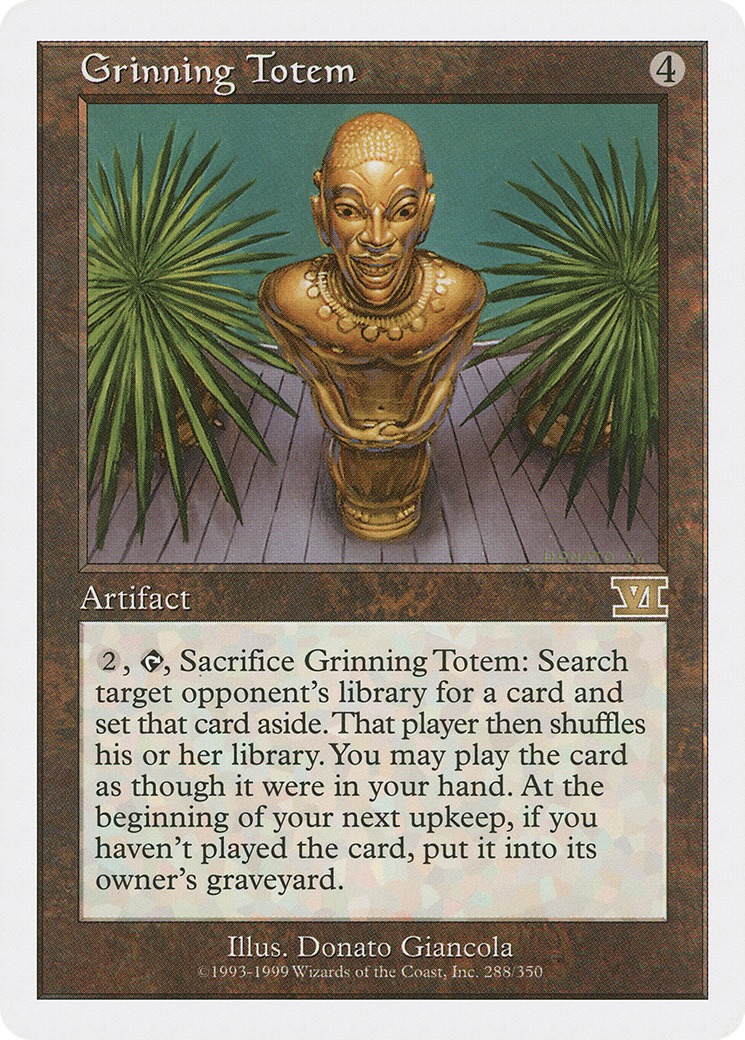 Grinning Totem
4
DONATO
Artifact
VI
2, , Sacrifice Grinning Totem: Search
target opponent's library for a card and
set that card aside. That player then shuffles
his or her library. You may play the card
as though it were in your hand. At the
beginning of your next upkeep, if you
haven't played the card, put it into its
owner's graveyard.
Illus. Donato Giancola
©1993-1999 Wizards of the Coast, Inc. 288/350